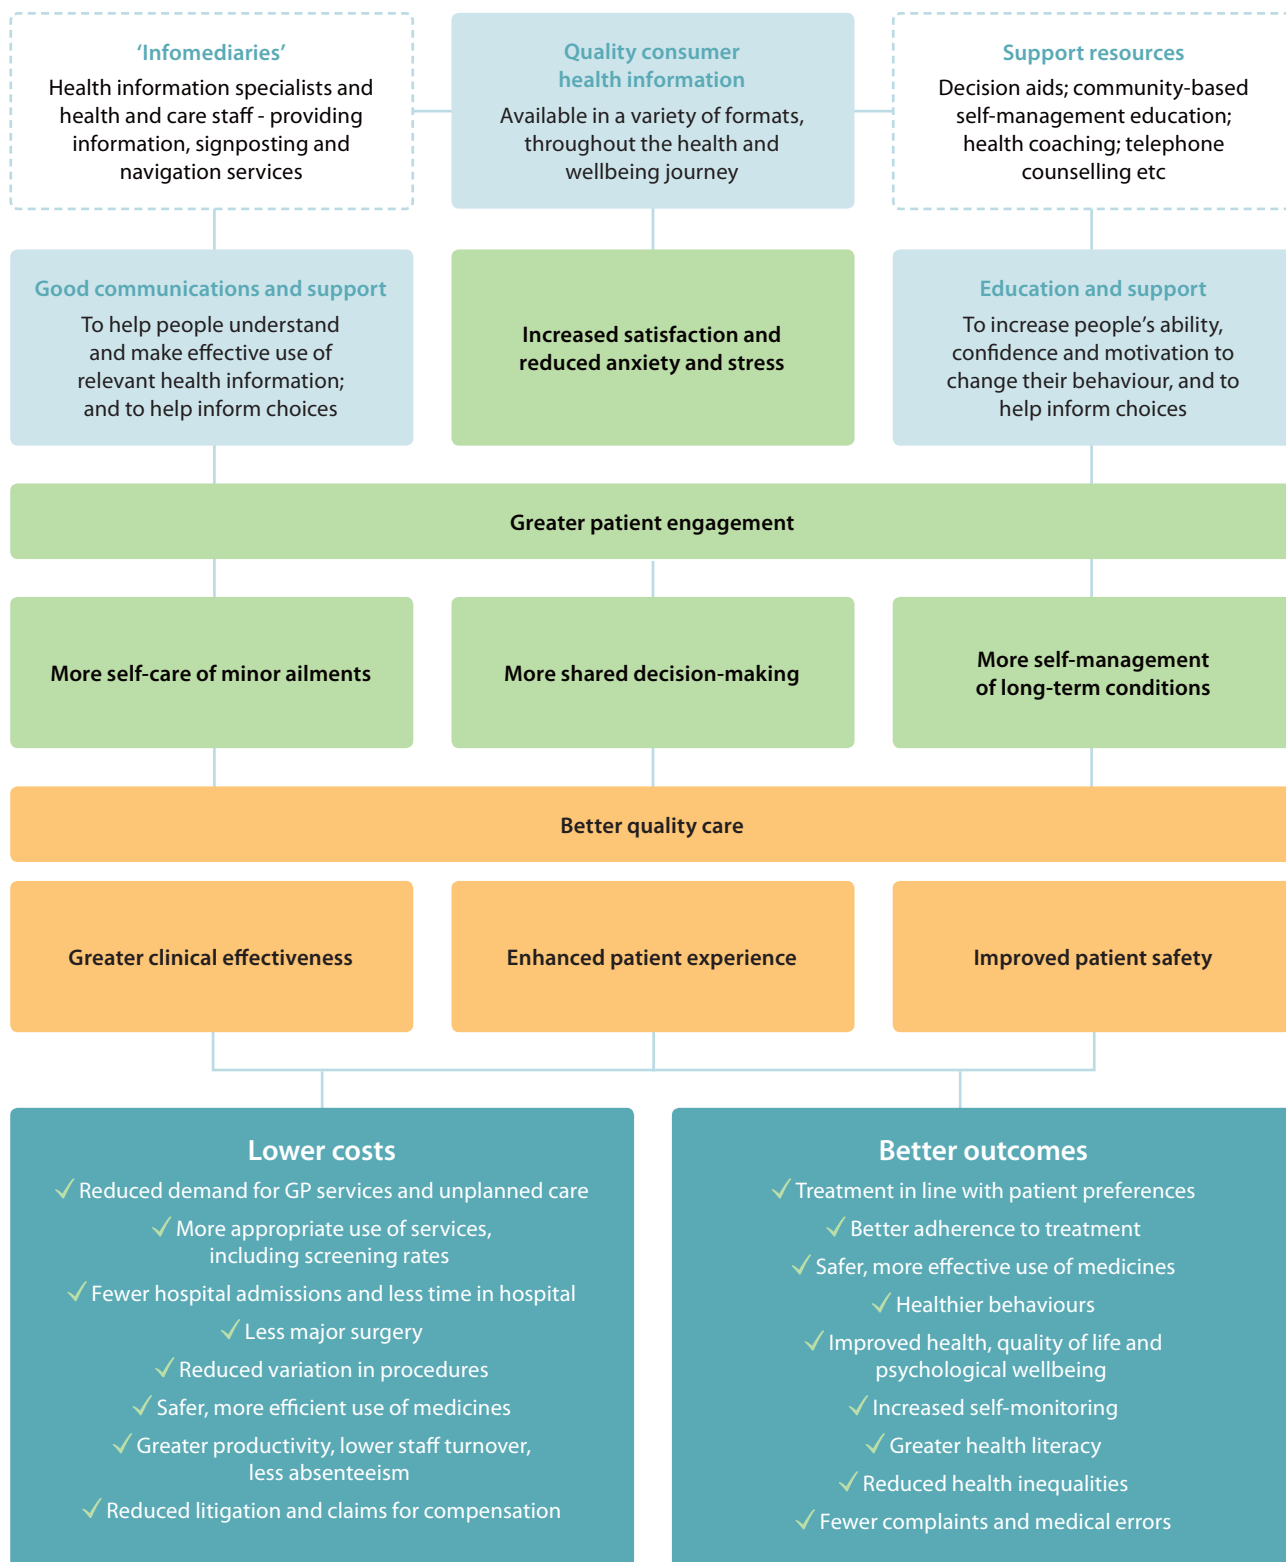 ‘Infomediaries’
Health information specialists and
health and care staff - providing
information, signposting and
navigation services
Quality consumer
health information
Available in a variety of formats,
throughout the health and
wellbeing journey
Support resources
Decision aids; community-based
self-management education;
health coaching; telephone
counselling etc
Good communications and support
To help people understand
and make effective use of
relevant health information;
and to help inform choices
Increased satisfaction and
reduced anxiety and stress
Education and support
To increase people’s ability,
confidence and motivation to
change their behaviour, and to
help inform choices
Greater patient engagement
More self-care of minor ailments
More shared decision-making
More self-management
of long-term conditions
Better quality care
Greater clinical effectiveness
Enhanced patient experience
Improved patient safety
Lower costs
✓ Reduced demand for GP services and unplanned care
✓ More appropriate use of services,
including screening rates
✓ Fewer hospital admissions and less time in hospital
✓ Less major surgery
✓ Reduced variation in procedures
✓ Safer, more efficient use of medicines
✓ Greater productivity, lower staff turnover,
less absenteeism
✓ Reduced litigation and claims for compensation
Better outcomes
✓ Treatment in line with patient preferences
✓ Better adherence to treatment
✓ Safer, more effective use of medicines
✓ Healthier behaviours
✓ Improved health, quality of life and
psychological wellbeing
✓ Increased self-monitoring
✓ Greater health literacy
✓ Reduced health inequalities
✓ Fewer complaints and medical errors